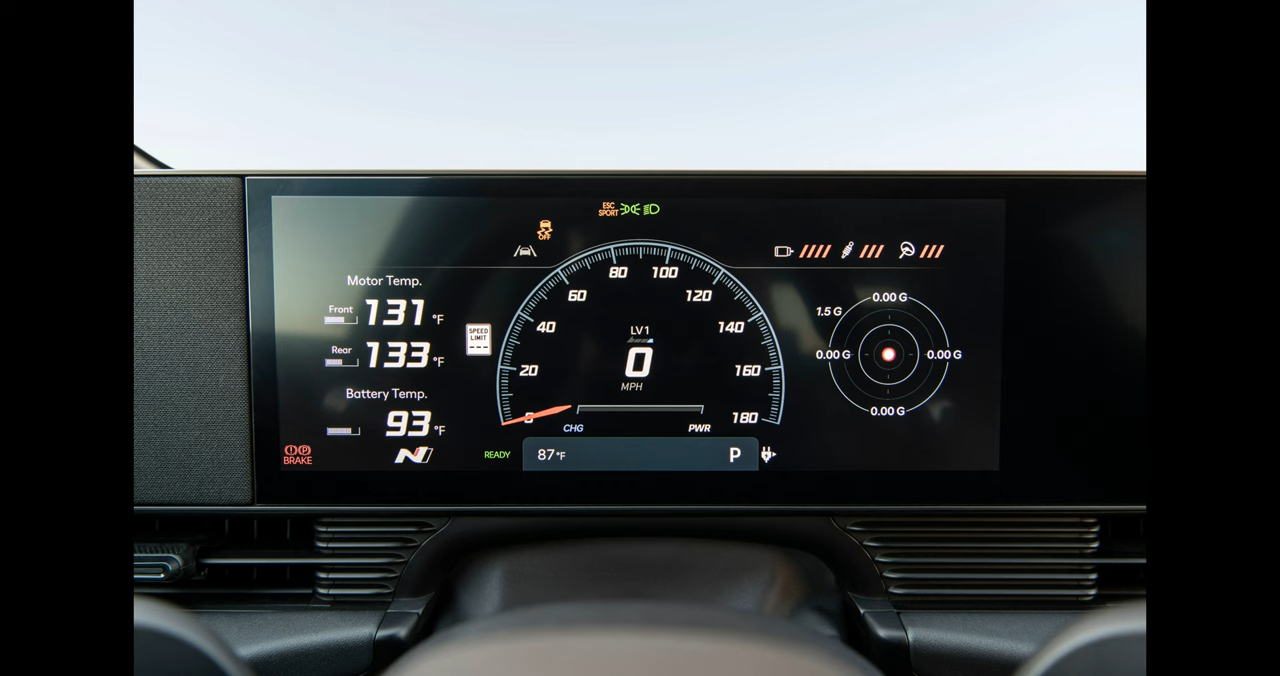 ESC
SPORT
OFF
Motor Temp.
Front 131 °F
Rear 133 °F
Battery Temp.
93 °F
BRAKE
N
SPEED
LIMIT
---
0
20
40
60
80
100
120
140
160
180
LV1
0
MPH
CHG
PWR
READY
87°F
P
0.00 G
1.5 G
0.00 G
0.00 G
0.00 G